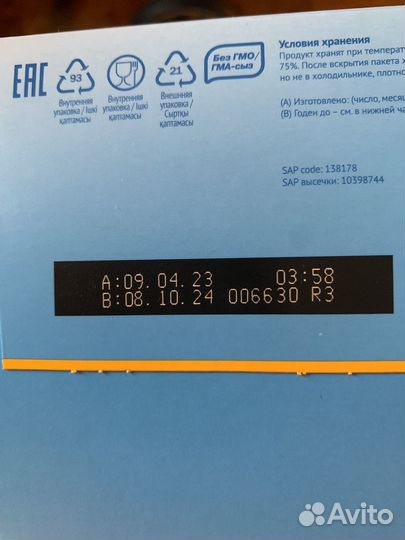 EAC
93
21
Без ГМО/
ГМА-сыз
Внутренняя
упаковка / Ішкі
қаптамасы
Внутренняя
упаковка / Ішкі
қаптамасы
Внешняя
упаковка /
Сыртқы
қаптамасы
Условия хранения
Продукт хранят при температ
75%. После вскрытия пакета
но не в холодильнике, плотно
(А) Изготовлено: (число, меся
(В) Годен до – см. в нижней ча
SAP code: 138178
SAP высечки: 10398744
A:09.04.23 03:58
B:08.10.24 006630 R3
Avito